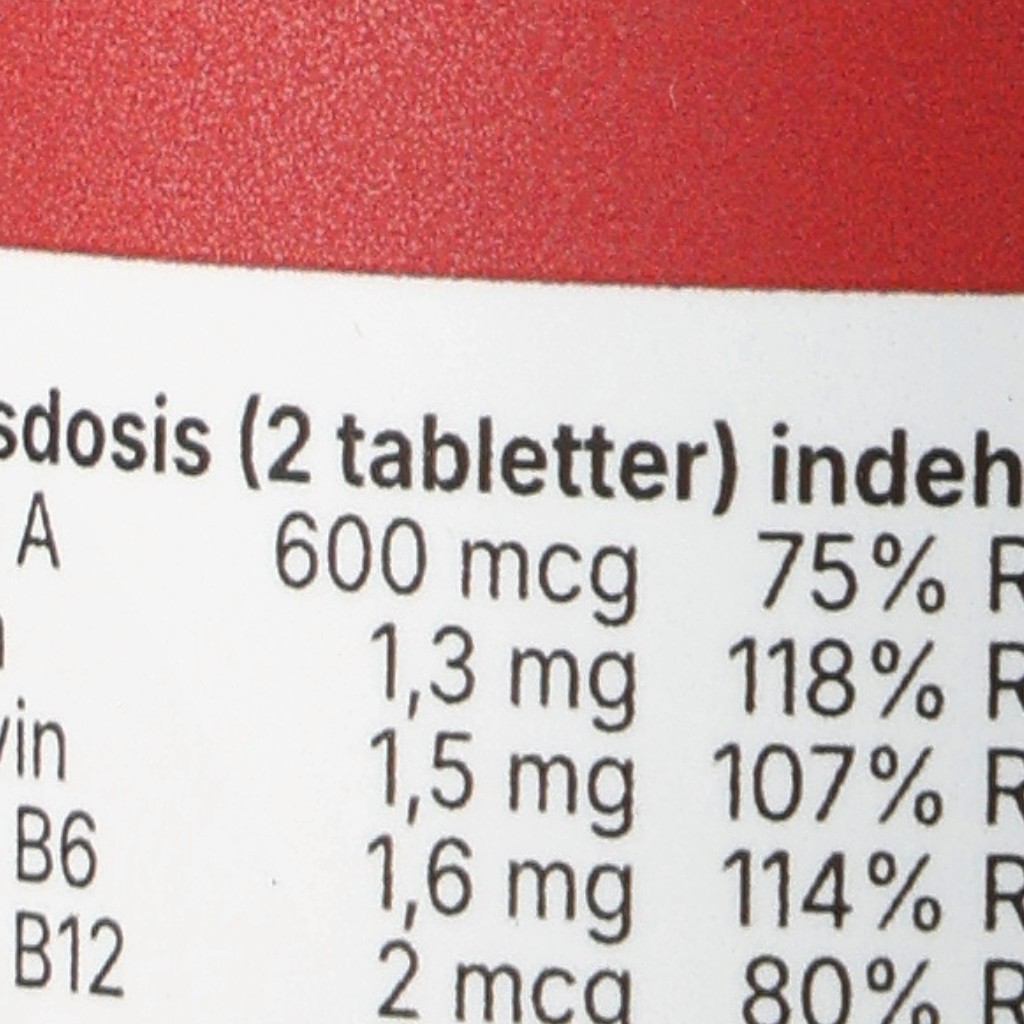 sdosis (2 tabletter) indeh
A 600 mcg 75% R
1,3 mg 118% R
vin 1,5 mg 107% R
B6 1,6 mg 114% R
B12 2 mcg 80% R